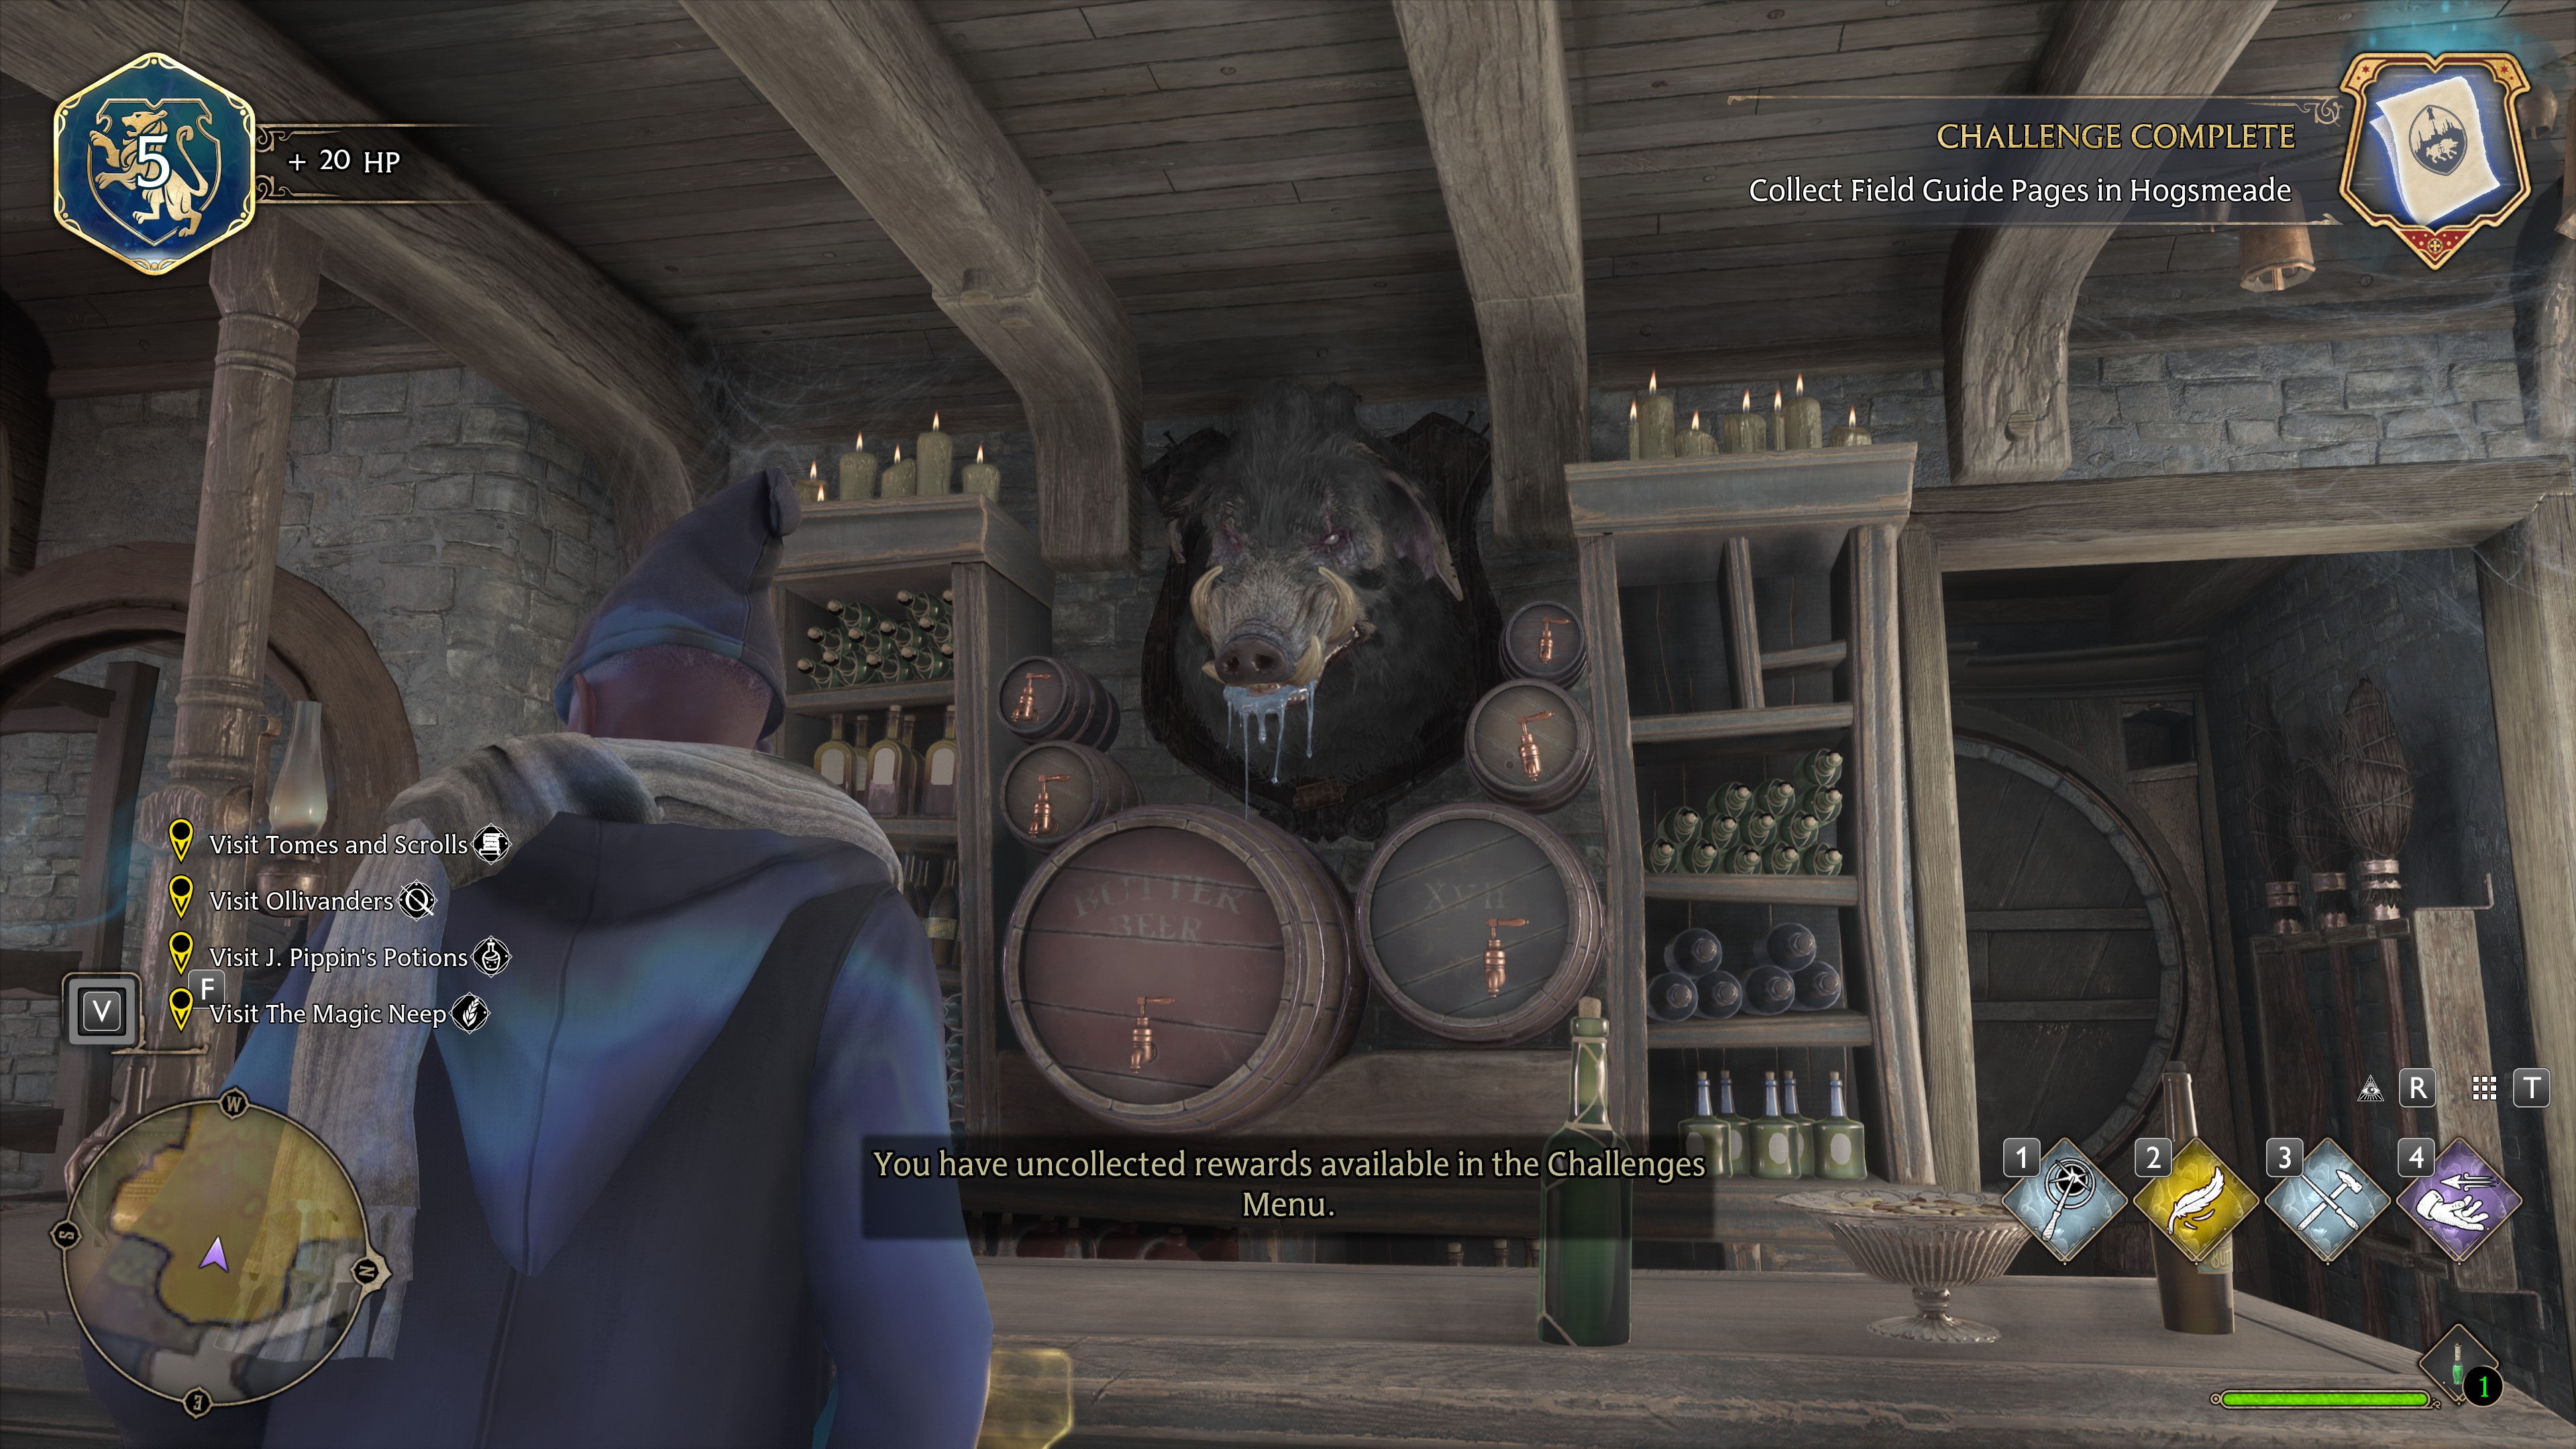 5
+ 20 HP
CHALLENGE COMPLETE
Collect Field Guide Pages in Hogsmeade
Visit Tomes and Scrolls
Visit Ollivanders
Visit J. Pippin's Potions
F
V
Visit The Magic Neep
BUTTER
BEER
XVII
W
S
N
E
You have uncollected rewards available in the Challenges
Menu.
R
T
1
2
3
4
1